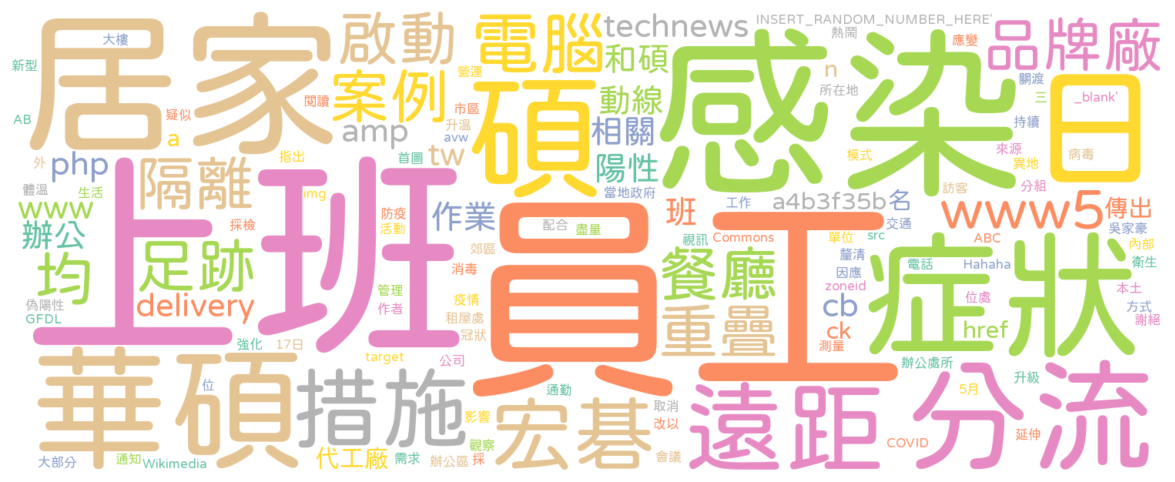 居家
大樓
新型
AB
疑似
a
啟動
案例
閱讀
amp
tw
電腦
營運
市區
升溫
avw
首圖
technews
和碩
動線
相關
陽性
當地政府
碩
感染
INSERT_RANDOM_NUMBER_HERE'
熱鬧
應變
n
所在地
品牌廠
關渡
三
_blank'
日
持續
來源
異地
模式
病毒
分組
訪客
外
php
指出
體溫
生活
www
隔離
img
採檢
防疫
活動
作業
辦公
均
足跡
上班
員工
配合
盡量
班
工作
a4b3f35b
名
交通
www5
傳出
視訊
Commons
單位
src
釐清
ABC
吳家豪
內部
餐廳
電話
Hahaha
衛生
因應
zoneid
位處
本土
症狀
cb
方式
謝絕
郊區
消毒
管理
作者
疫情
租屋處
冠狀
偽陽性
GFDL
delivery
重疊
ck
測量
href
強化
17日
target
公司
辦公處所
華碩
位
措施
通勤
宏碁
影響
取消
改以
遠距
分流
升級
5月
COVID
延伸
大部分
通知
Wikimedia
代工廠
需求
觀察
辦公區
採
會議